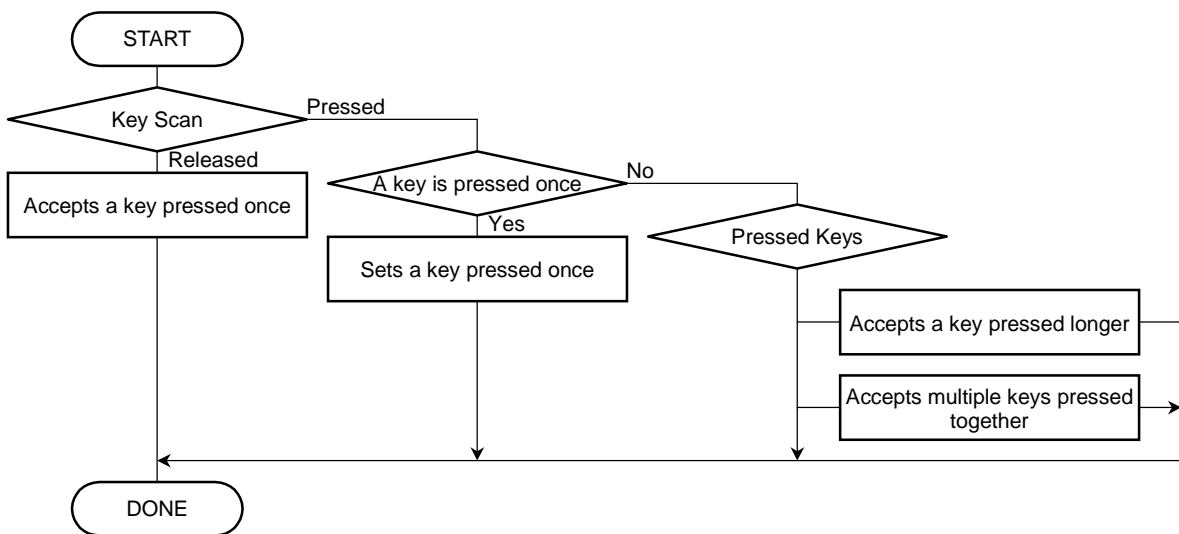 START
Key Scan
Pressed
Released
Accepts a key pressed once
A key is pressed once
No
Yes
Sets a key pressed once
Pressed Keys
Accepts a key pressed longer
Accepts multiple keys pressed
together
DONE